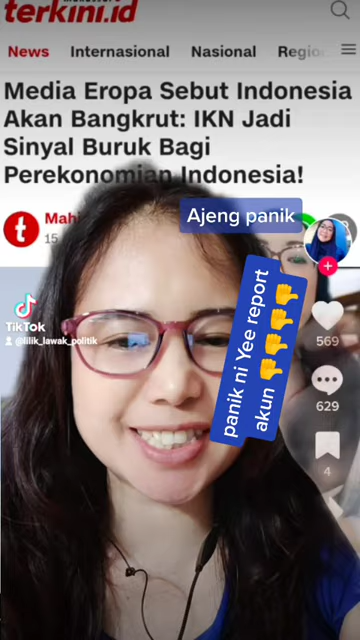 terkini.id
News Internasional Nasional
Media Eropa Sebut Indonesia
Akan Bangkrut: IKN Jadi
Sinyal Buruk Bagi
Perekonomian Indonesia!
Ajeng panik
panik ni Yee report
akun 👎👎👎👎
TikTok
@lilik_lawak_politik
569
629
4